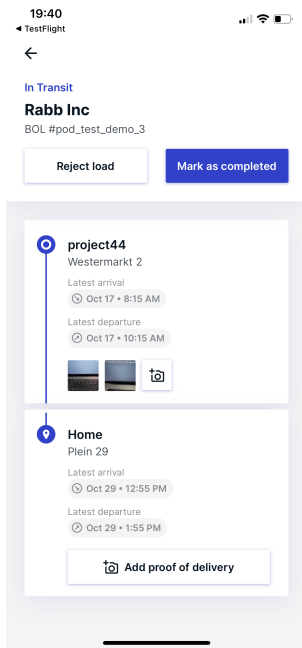 19:40
◀ TestFlight
In Transit
Rabb Inc
BOL #pod_test_demo_3
Reject load
Mark as completed
project44
Westermarkt 2
Latest arrival
Oct 17 • 8:15 AM
Latest departure
Oct 17 • 10:15 AM
Home
Plein 29
Latest arrival
Oct 29 • 12:55 PM
Latest departure
Oct 29 • 1:55 PM
Add proof of delivery